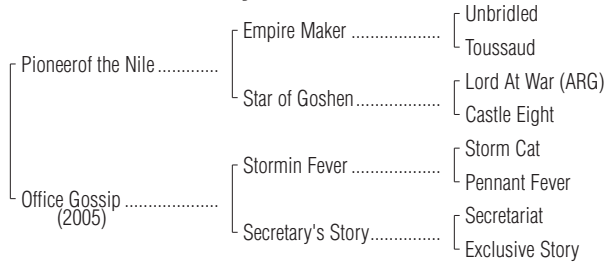 Unbridled
Empire Maker ..................
Toussaud
Pioneerof the Nile .............
Lord At War (ARG)
Star of Goshen .................
Castle Eight
Storm Cat
Stormin Fever ..................
Pennant Fever
Office Gossip ....................
(2005)
Secretariat
Secretary's Story ..............
Exclusive Story